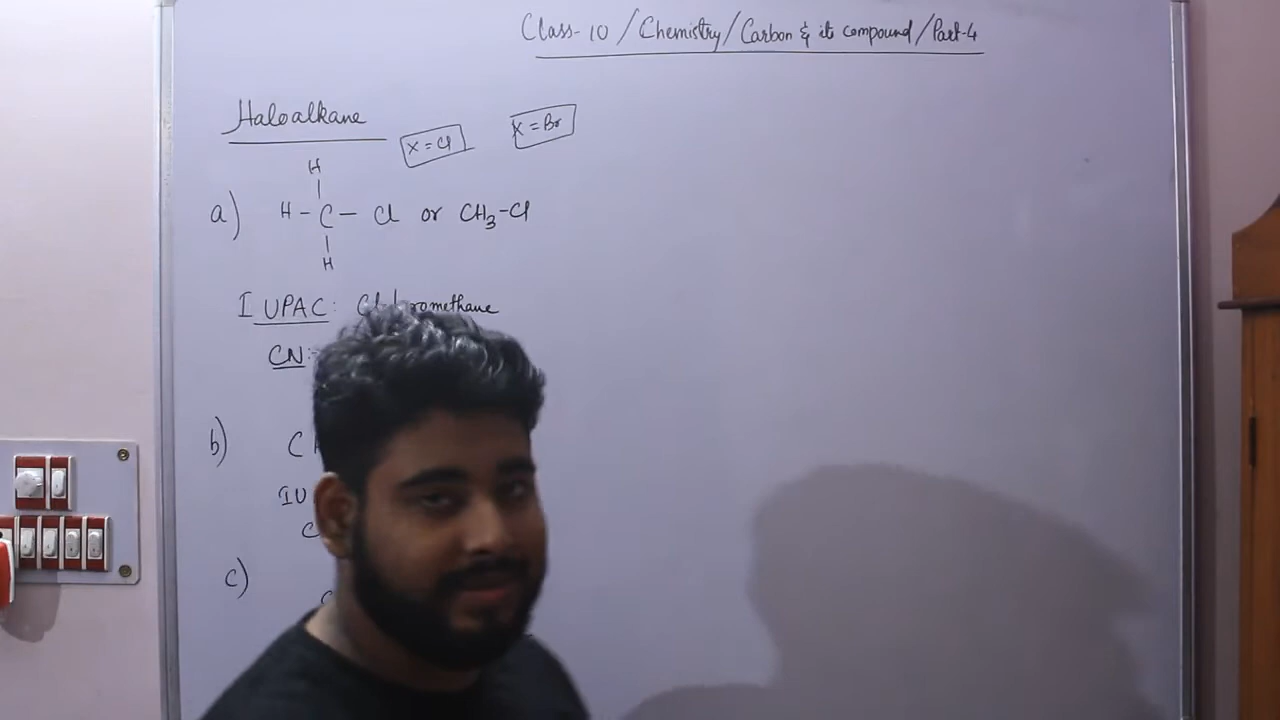 Class-10 / Chemistry / Carbon & its compound / Part-4
Haloalkane
X = Cl
X = Br
H
a) H - C - Cl or CH3-Cl
H
IUPAC: Chloromethane
CN:
b) C
IU
C
c)